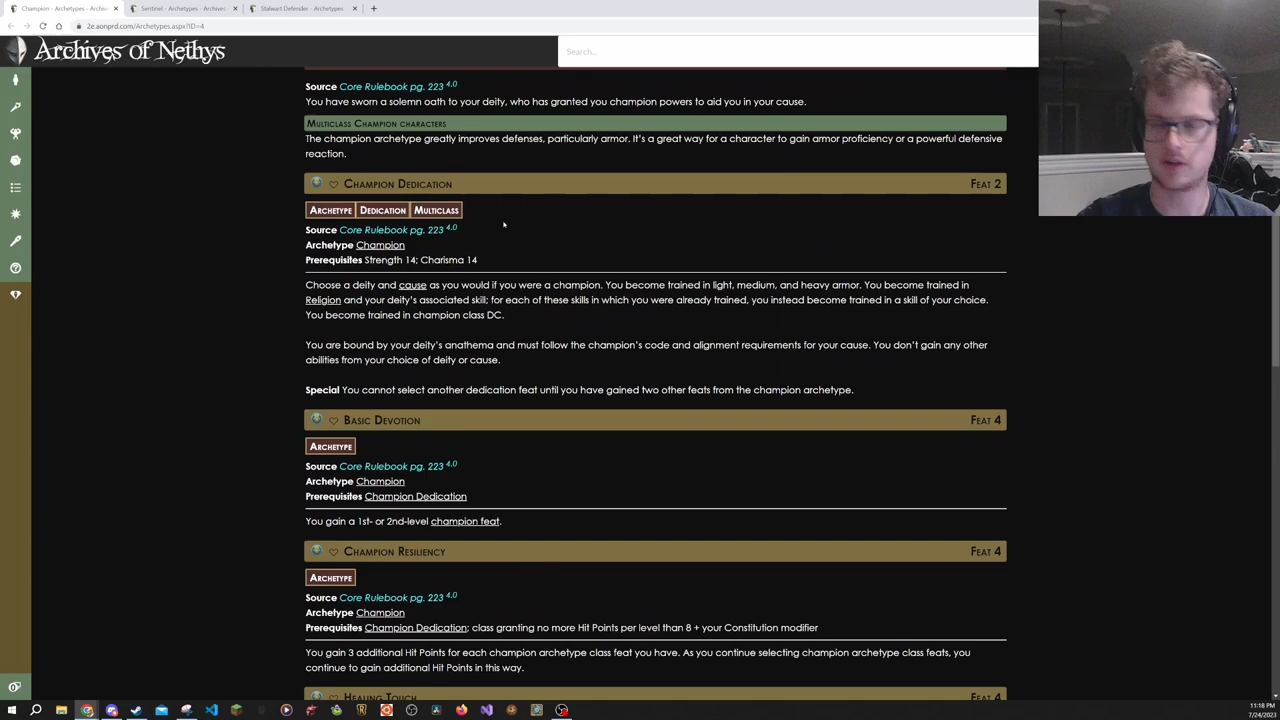 Champion - Archetypes - Archiv
Sentinel - Archetypes - Archives
Stalwart Defender - Archetypes
2e.aonprd.com/Archetypes.aspx?ID=4
Archives of Nethys
Search...
Source Core Rulebook pg. 223 4.0
You have sworn a solemn oath to your deity, who has granted you champion powers to aid you in your cause.
Multiclass Champion characters
The champion archetype greatly improves defenses, particularly armor. It's a great way for a character to gain armor proficiency or a powerful defensive
reaction.
Champion Dedication Feat 2
Archetype Dedication Multiclass
Source Core Rulebook pg. 223 4.0
Archetype Champion
Prerequisites Strength 14; Charisma 14
Choose a deity and cause as you would if you were a champion. You become trained in light, medium, and heavy armor. You become trained in
Religion and your deity's associated skill; for each of these skills in which you were already trained, you instead become trained in a skill of your choice.
You become trained in champion class DC.
You are bound by your deity's anathema and must follow the champion's code and alignment requirements for your cause. You don't gain any other
abilities from your choice of deity or cause.
Special You cannot select another dedication feat until you have gained two other feats from the champion archetype.
Basic Devotion Feat 4
Archetype
Source Core Rulebook pg. 223 4.0
Archetype Champion
Prerequisites Champion Dedication
You gain a 1st- or 2nd-level champion feat.
Champion Resiliency Feat 4
Archetype
Source Core Rulebook pg. 223 4.0
Archetype Champion
Prerequisites Champion Dedication; class granting no more Hit Points per level than 8 + your Constitution modifier
You gain 3 additional Hit Points for each champion archetype class feat you have. As you continue selecting champion archetype class feats, you
continue to gain additional Hit Points in this way.
Healing Touch Feat 4
11:18 PM
7/24/2023